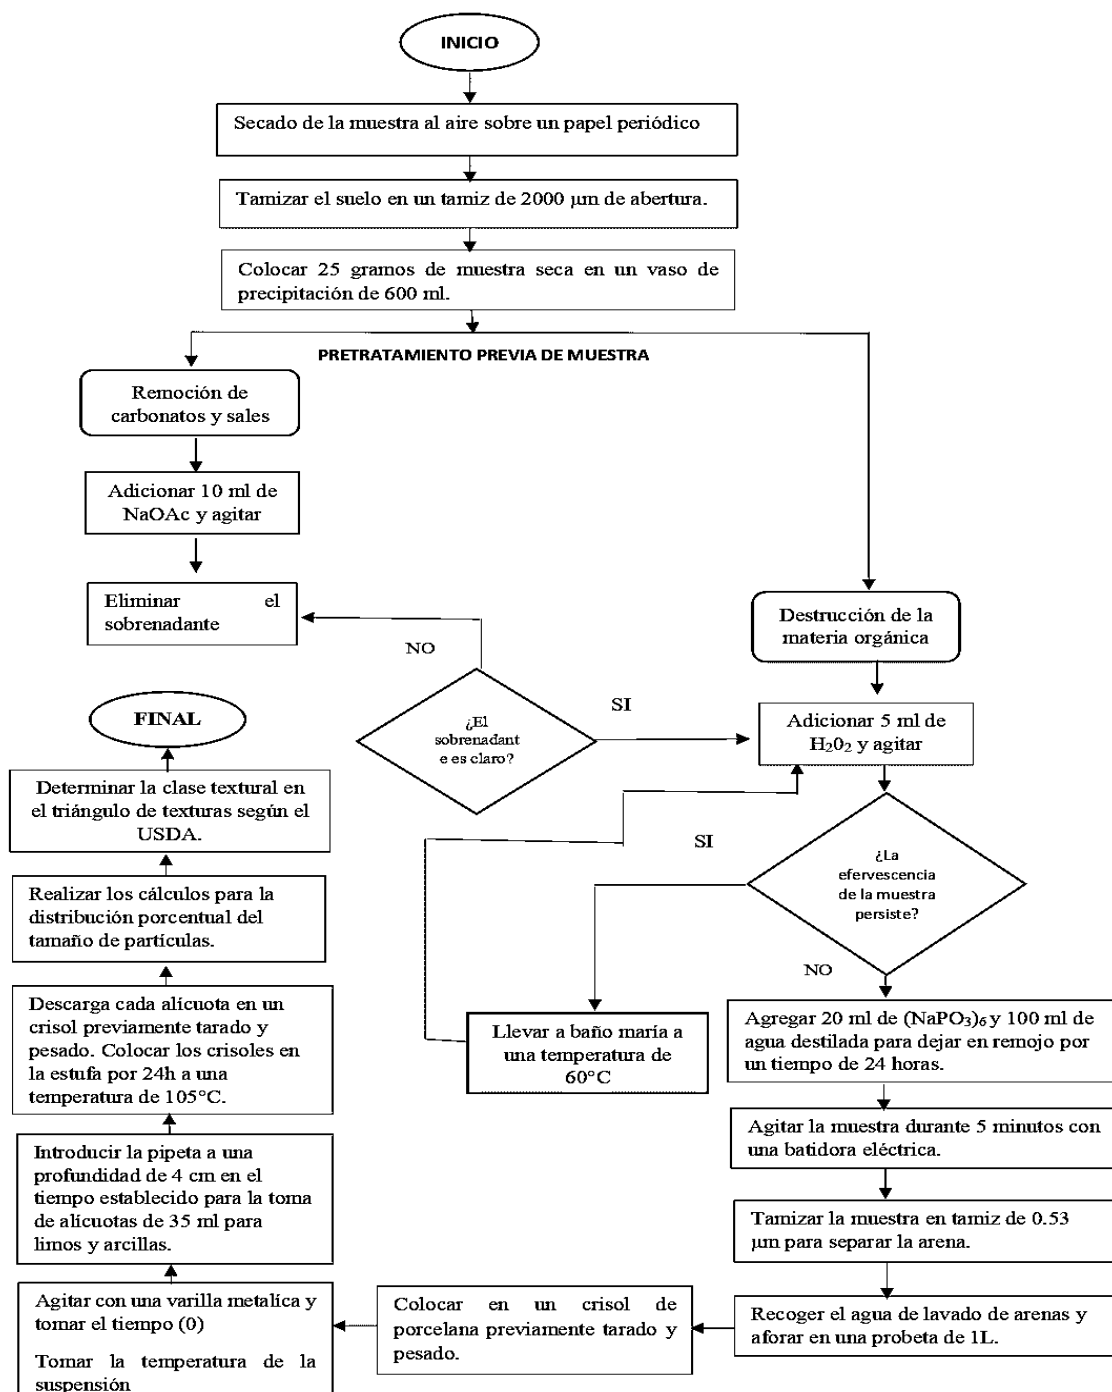 INICIO
Secado de la muestra al aire sobre un papel periódico
Tamizar el suelo en un tamiz de 2000 µm de abertura.
Colocar 25 gramos de muestra seca en un vaso de
precipitación de 600 ml.
PRETRATAMIENTO PREVIA DE MUESTRA
Remoción de
carbonatos y sales
Adicionar 10 ml de
NaOAc y agitar
Eliminar el
sobrenadante
NO
¿El
sobrenadant
e es claro?
SI
Destrucción de la
materia orgánica
Adicionar 5 ml de
H₂0₂ y agitar
¿La
efervescencia
de la muestra
persiste?
SI
Llevar a baño maría a
una temperatura de
60°C
NO
Agregar 20 ml de (NaPO₃)₆ y 100 ml de
agua destilada para dejar en remojo por
un tiempo de 24 horas.
Agitar la muestra durante 5 minutos con
una batidora eléctrica.
Tamizar la muestra en tamiz de 0.53
µm para separar la arena.
Recoger el agua de lavado de arenas y
aforar en una probeta de 1L.
Colocar en un crisol de
porcelana previamente tarado y
pesado.
Agitar con una varilla metalíca y
tomar el tiempo (0)
Tomar la temperatura de la
suspensión
Introducir la pipeta a una
profundidad de 4 cm en el
tiempo establecido para la toma
de alícuotas de 35 ml para
limos y arcillas.
Descarga cada alícuota en un
crisol previamente tarado y
pesado. Colocar los crisoles en
la estufa por 24h a una
temperatura de 105°C.
Realizar los cálculos para la
distribución porcentual del
tamaño de partículas.
Determinar la clase textural en
el triángulo de texturas según el
USDA.
FINAL